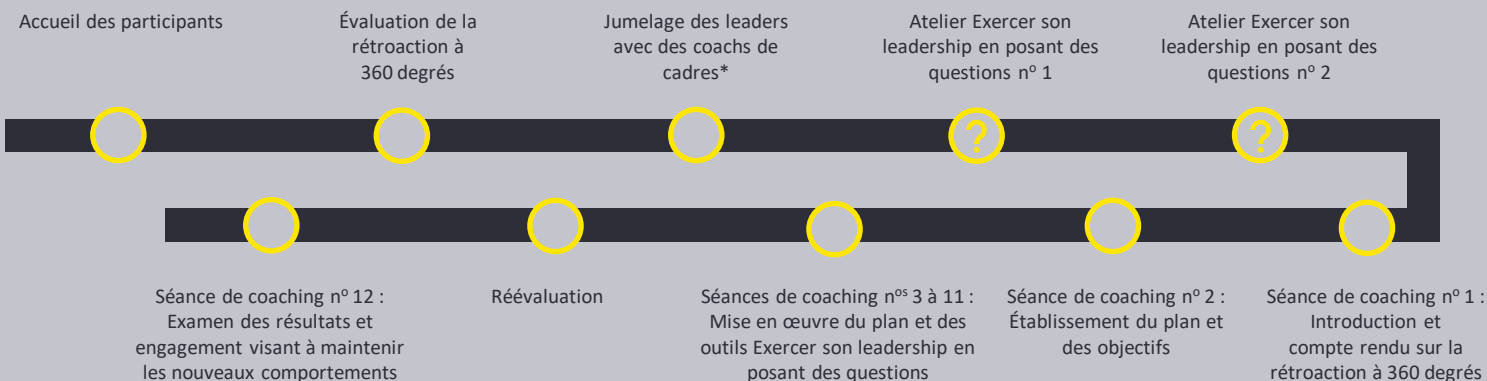 Accueil des participants
Évaluation de la
rétroaction à
360 degrés
Jumelage des leaders
avec des coachs de
cadres*
Atelier Exercer son
leadership en posant des
questions nº 1
Atelier Exercer son
leadership en posant des
questions nº 2
?
?
Séance de coaching nº 12 :
Examen des résultats et
engagement visant à maintenir
les nouveaux comportements
Réévaluation
Séances de coaching nºˢ 3 à 11 :
Mise en œuvre du plan et des
outils Exercer son leadership en
posant des questions
Séance de coaching nº 2 :
Établissement du plan et
des objectifs
Séance de coaching nº 1 :
Introduction et
compte rendu sur la
rétroaction à 360 degrés